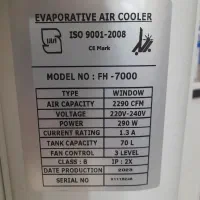 EVAPORATIVE AIR COOLER
ISO 9001-2008
CE Mark
MODEL NO : FH -7000
TYPE WINDOW
AIR CAPACITY 2290 CFM
VOLTAGE 220V-240V
POWER 290 W
CURRENT RATING 1.3 A
TANK CAPACITY 70 L
FAN CONTROL 3 LEVEL
CLASS : B IP : 2X
DATE PRODUCTION 2025
SERIAL NO